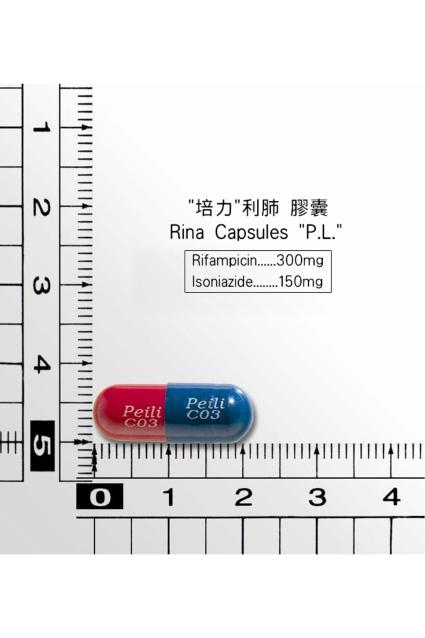 "培力"利肺 膠囊
Rina Capsules "P.L."
Rifampicin......300mg
Isoniazide........150mg
1
2
3
4
5
Peili
C03
Peili
C03
0 1 2 3 4